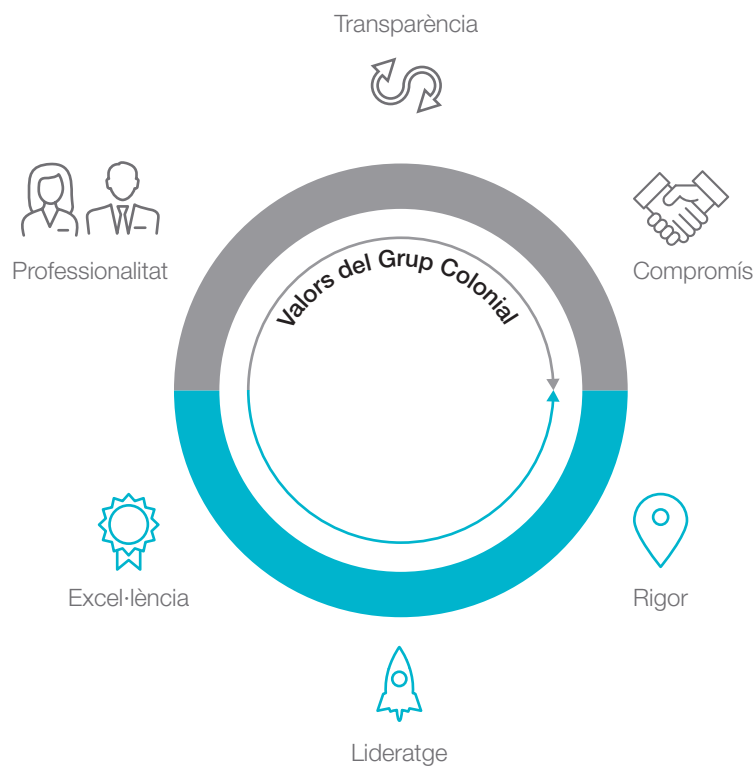 Transparència
Professionalitat
Compromís
Valors del Grup Colonial
Excel·lència
Rigor
Lideratge